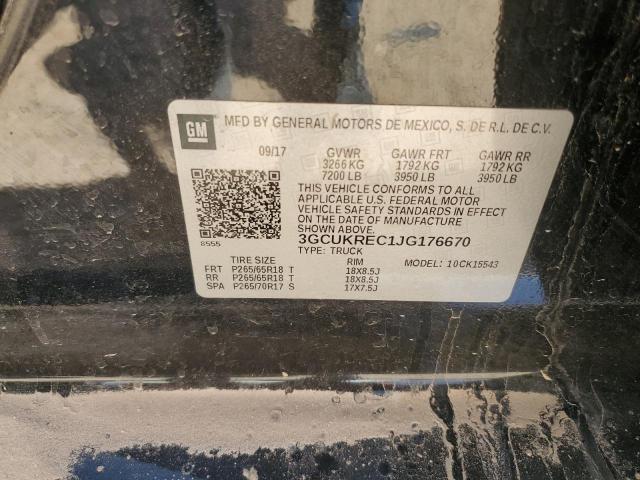 GM MFD BY GENERAL MOTORS DE MEXICO, S. DE R.L. DE C.V.
09/17 GVWR GAWR FRT GAWR RR
3266 KG 1792 KG 1792 KG
7200 LB 3950 LB 3950 LB
THIS VEHICLE CONFORMS TO ALL
APPLICABLE U.S. FEDERAL MOTOR
VEHICLE SAFETY STANDARDS IN EFFECT
ON THE DATE OF MANUFACTURE
SHOWN ABOVE.
8555 3GCUKREC1JG176670
TYPE: TRUCK MODEL: 10CK15543
TIRE SIZE RIM
FRT P265/65R18 T 18X8.5J
RR P265/65R18 T 18X8.5J
SPA P265/70R17 S 17X7.5J